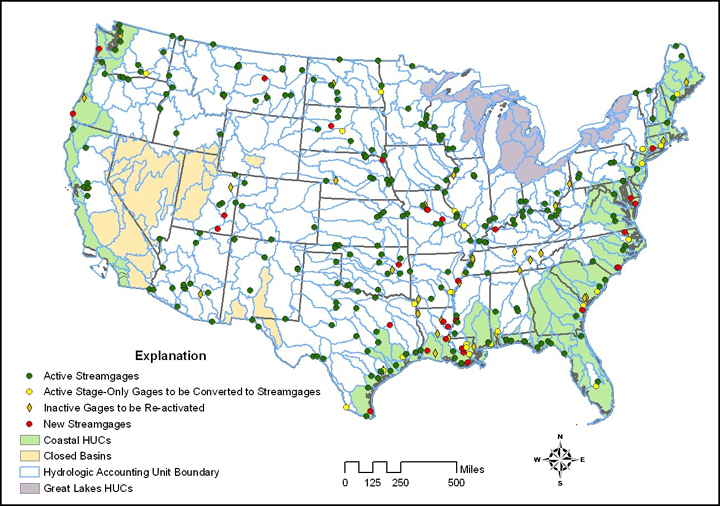 Explanation
Active Streamgages
Active Stage-Only Gages to be Converted to Streamgages
Inactive Gages to be Re-activated
New Streamgages
Coastal HUCs
Closed Basins
Hydrologic Accounting Unit Boundary
Great Lakes HUCs
Miles
0 125 250 500
N
W E
S